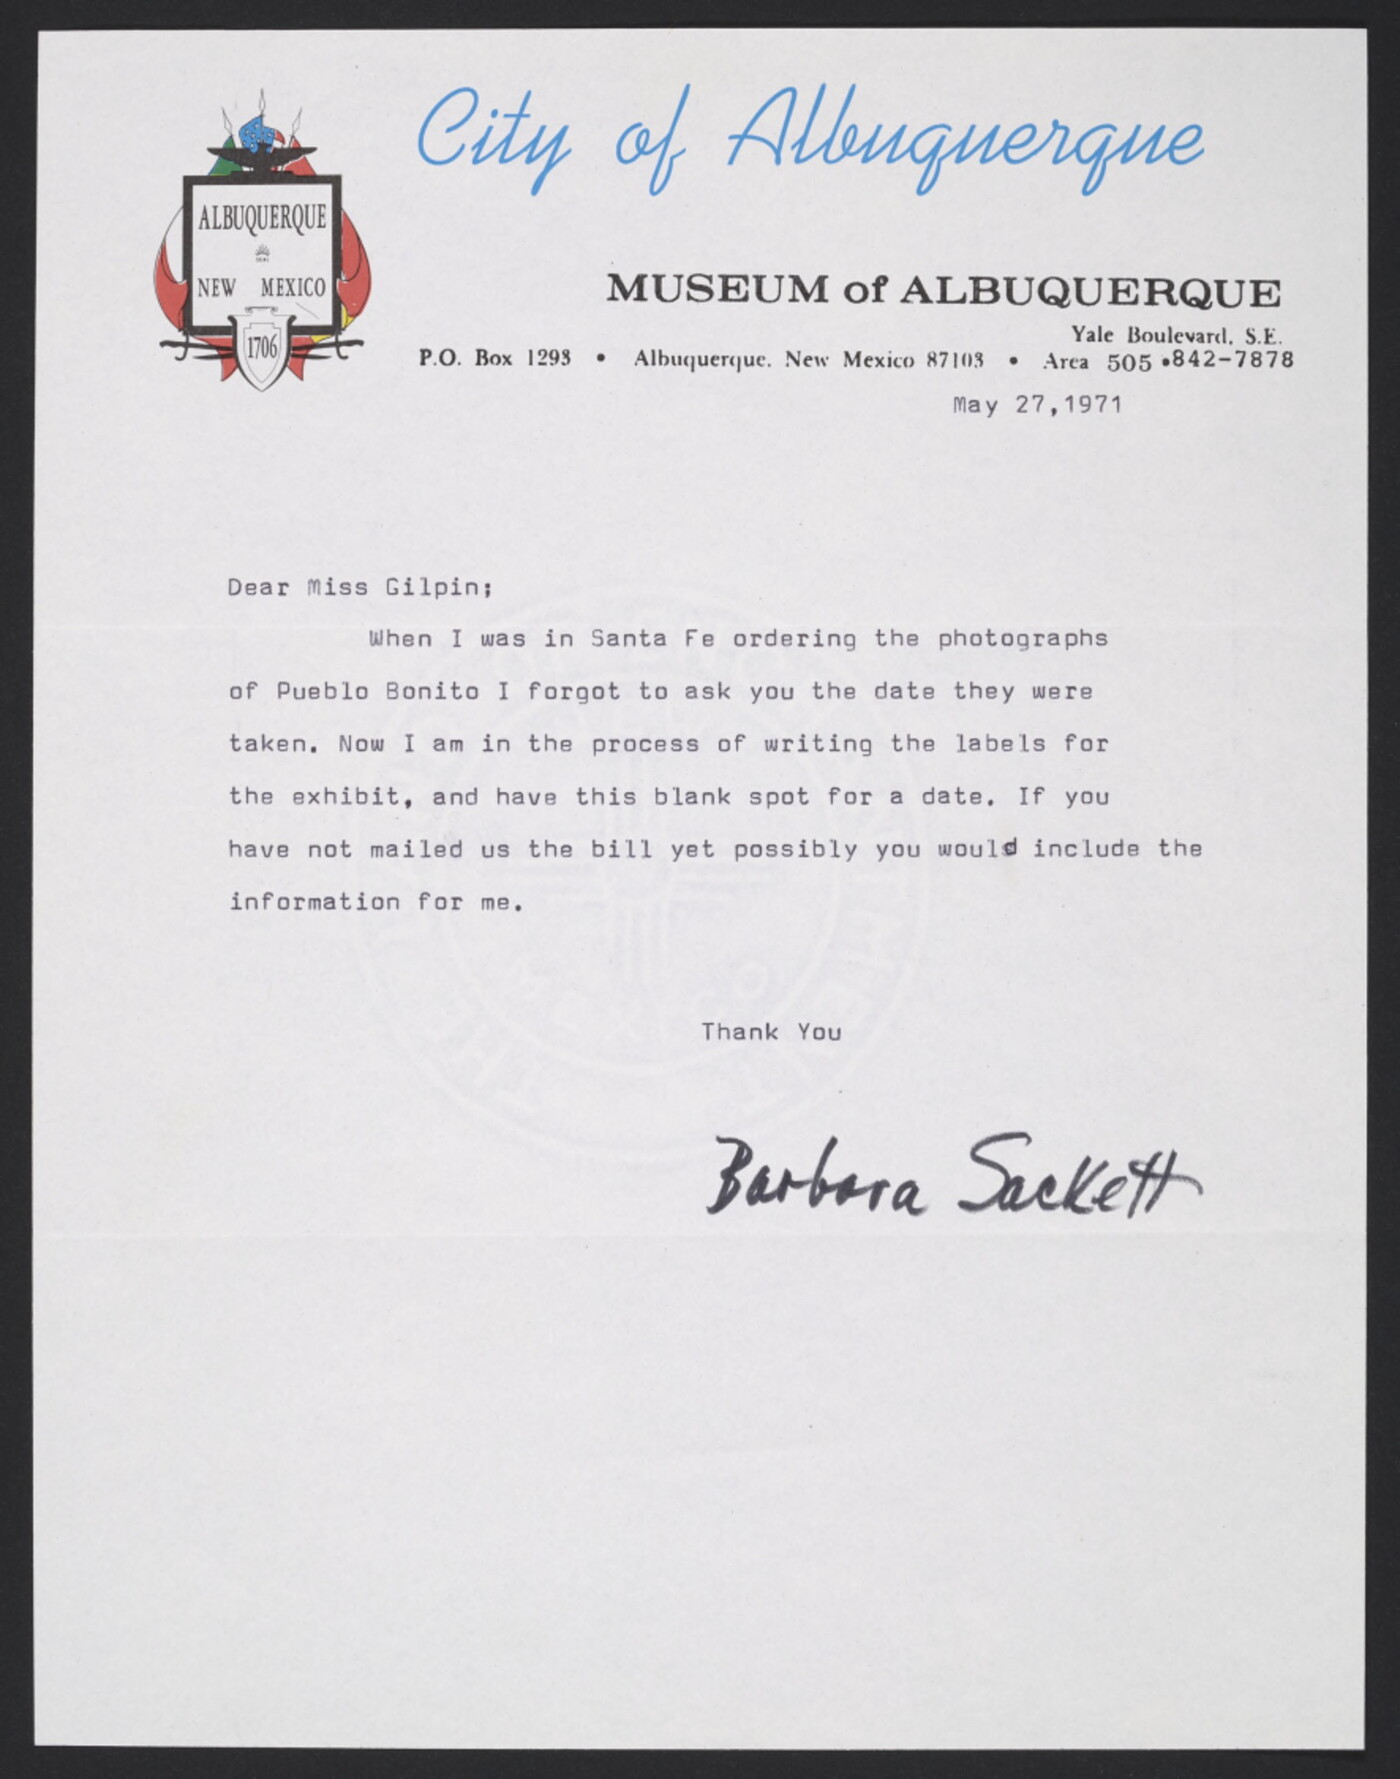 City of Albuquerque
ALBUQUERQUE
NEW MEXICO
1706
MUSEUM of ALBUQUERQUE
Yale Boulevard, S.E.
P.O. Box 1293 • Albuquerque, New Mexico 87103 • Area 505 •842-7878
May 27,1971
Dear Miss Gilpin;
When I was in Santa Fe ordering the photographs
of Pueblo Bonito I forgot to ask you the date they were
taken. Now I am in the process of writing the labels for
the exhibit, and have this blank spot for a date. If you
have not mailed us the bill yet possibly you would include the
information for me.
Thank You
Barbara Sackett